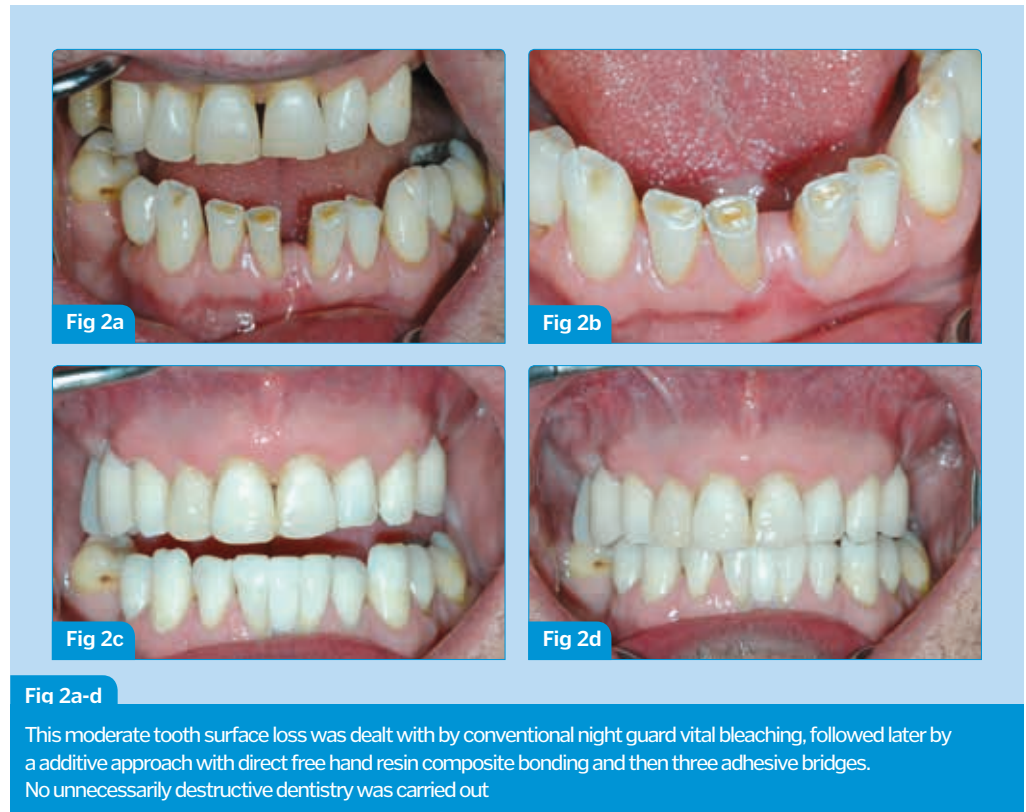 Fig 2a
Fig 2b
Fig 2c
Fig 2d
Fig 2a-d
This moderate tooth surface loss was dealt with by conventional night guard vital bleaching, followed later by
a additive approach with direct free hand resin composite bonding and then three adhesive bridges.
No unnecessarily destructive dentistry was carried out